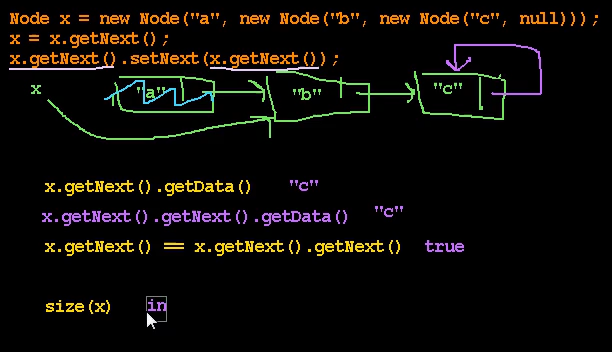 Node x = new Node("a", new Node("b", new Node("c", null)));
x = x.getNext();
x.getNext().setNext(x.getNext());
x "a" "b" "c"
x.getNext().getData() "c"
x.getNext().getNext().getData() "c"
x.getNext() == x.getNext().getNext() true
size(x) in